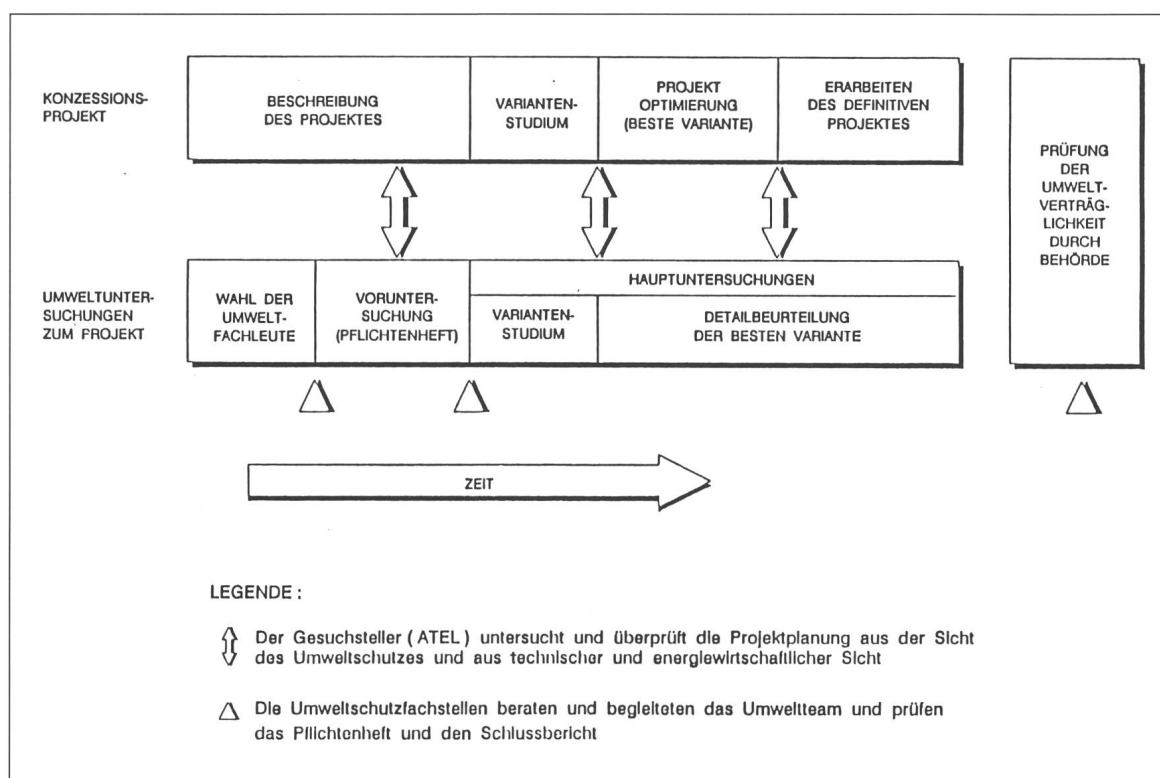 KONZESSIONS-
PROJEKT
BESCHREIBUNG
DES PROJEKTES
VARIANTEN-
STUDIUM
PROJEKT
OPTIMIERUNG
(BESTE VARIANTE)
ERARBEITEN
DES DEFINITIVEN
PROJEKTES
PRÜFUNG
DER
UMWELT-
VERTRÄG-
LICHKEIT
DURCH
BEHÖRDE
UMWELTUNTER-
SUCHUNGEN
ZUM PROJEKT
WAHL DER
UMWELT-
FACHLEUTE
VORUNTER-
SUCHUNG
(PFLICHTENHEFT)
HAUPTUNTERSUCHUNGEN
VARIANTEN-
STUDIUM
DETAILBEURTEILUNG
DER BESTEN VARIANTE
ZEIT
LEGENDE :
Der Gesuchsteller ( ATEL ) untersucht und überprüft die Projektplanung aus der Sicht
des Umweltschutzes und aus technischer und energiewirtschaftlicher Sicht
Die Umweltschutzfachstellen beraten und begleiteten das Umweltteam und prüfen
das Pflichtenheft und den Schlussbericht